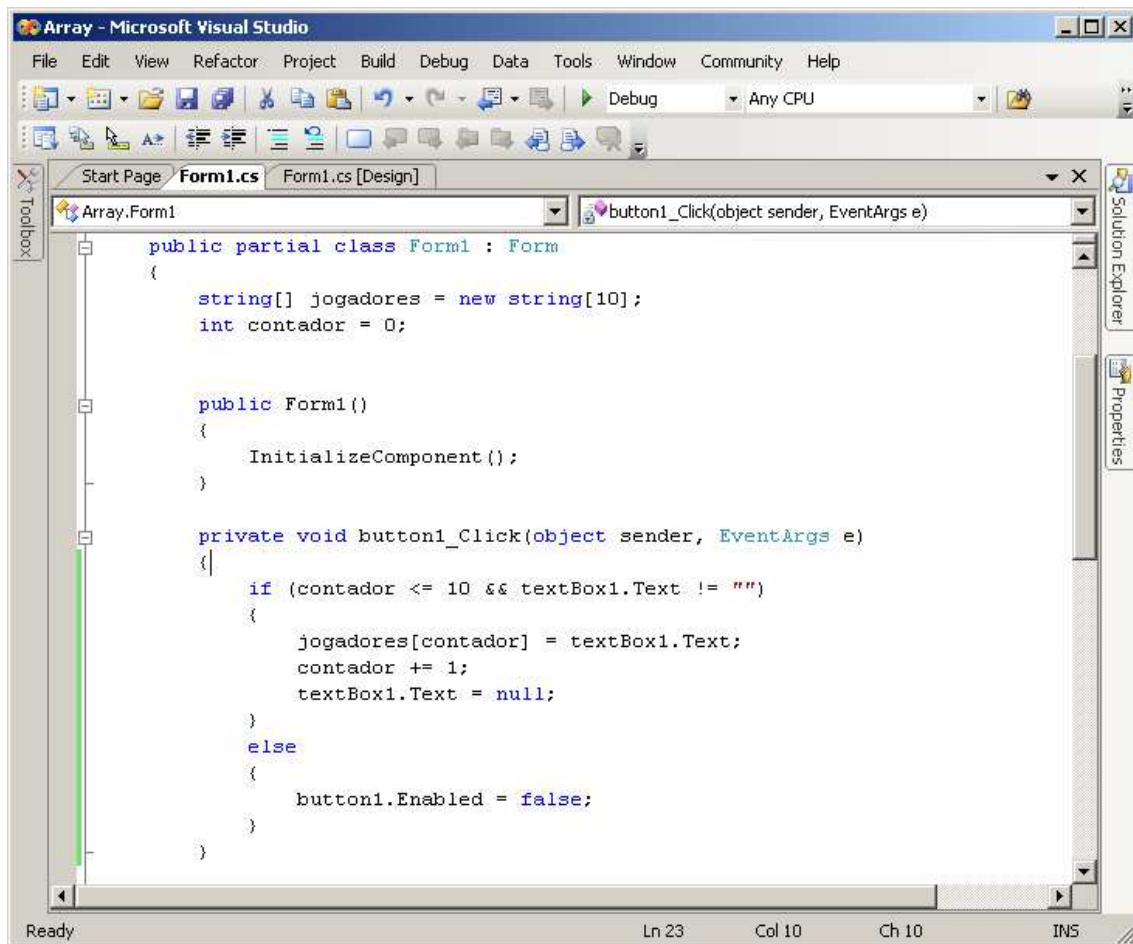 Array - Microsoft Visual Studio
File Edit View Refactor Project Build Debug Data Tools Window Community Help
Debug Any CPU
Toolbox
Start Page Form1.cs Form1.cs [Design]
Array.Form1 button1_Click(object sender, EventArgs e)
public partial class Form1 : Form
{
string[] jogadores = new string[10];
int contador = 0;
public Form1()
{
InitializeComponent();
}
private void button1_Click(object sender, EventArgs e)
{
if (contador <= 10 && textBox1.Text != "")
{
jogadores[contador] = textBox1.Text;
contador += 1;
textBox1.Text = null;
}
else
{
button1.Enabled = false;
}
}
Solution Explorer
Properties
Ready Ln 23 Col 10 Ch 10 INS